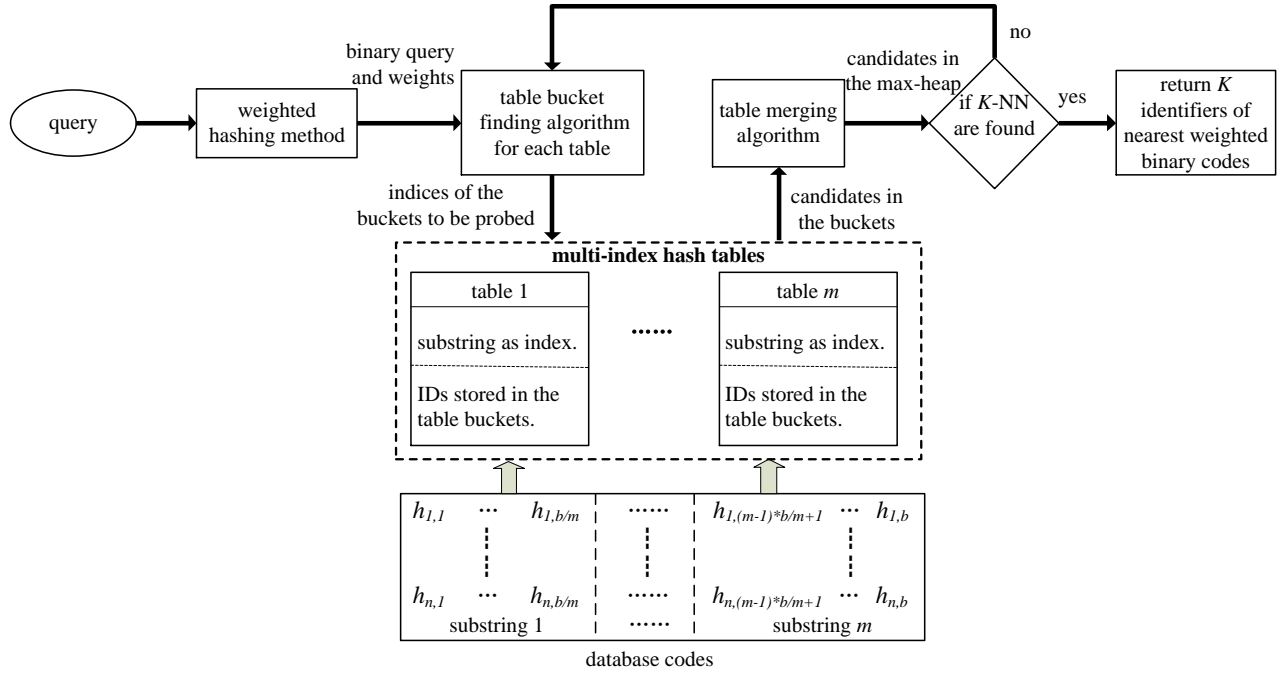 no
binary query
and weights
candidates in
the max-heap
query
weighted
hashing method
table bucket
finding algorithm
for each table
table merging
algorithm
if K-NN
are found
yes
return K
identifiers of
nearest weighted
binary codes
indices of the
buckets to be probed
candidates in
the buckets
multi-index hash tables
table 1
substring as index.
IDs stored in the
table buckets.
......
table m
substring as index.
IDs stored in the
table buckets.
h1,1 ... h1,b/m ...... h1,(m-1)*b/m+1 ... h1,b
hn,1 ... hn,b/m ...... hn,(m-1)*b/m+1 ... hn,b
substring 1 ...... substring m
database codes